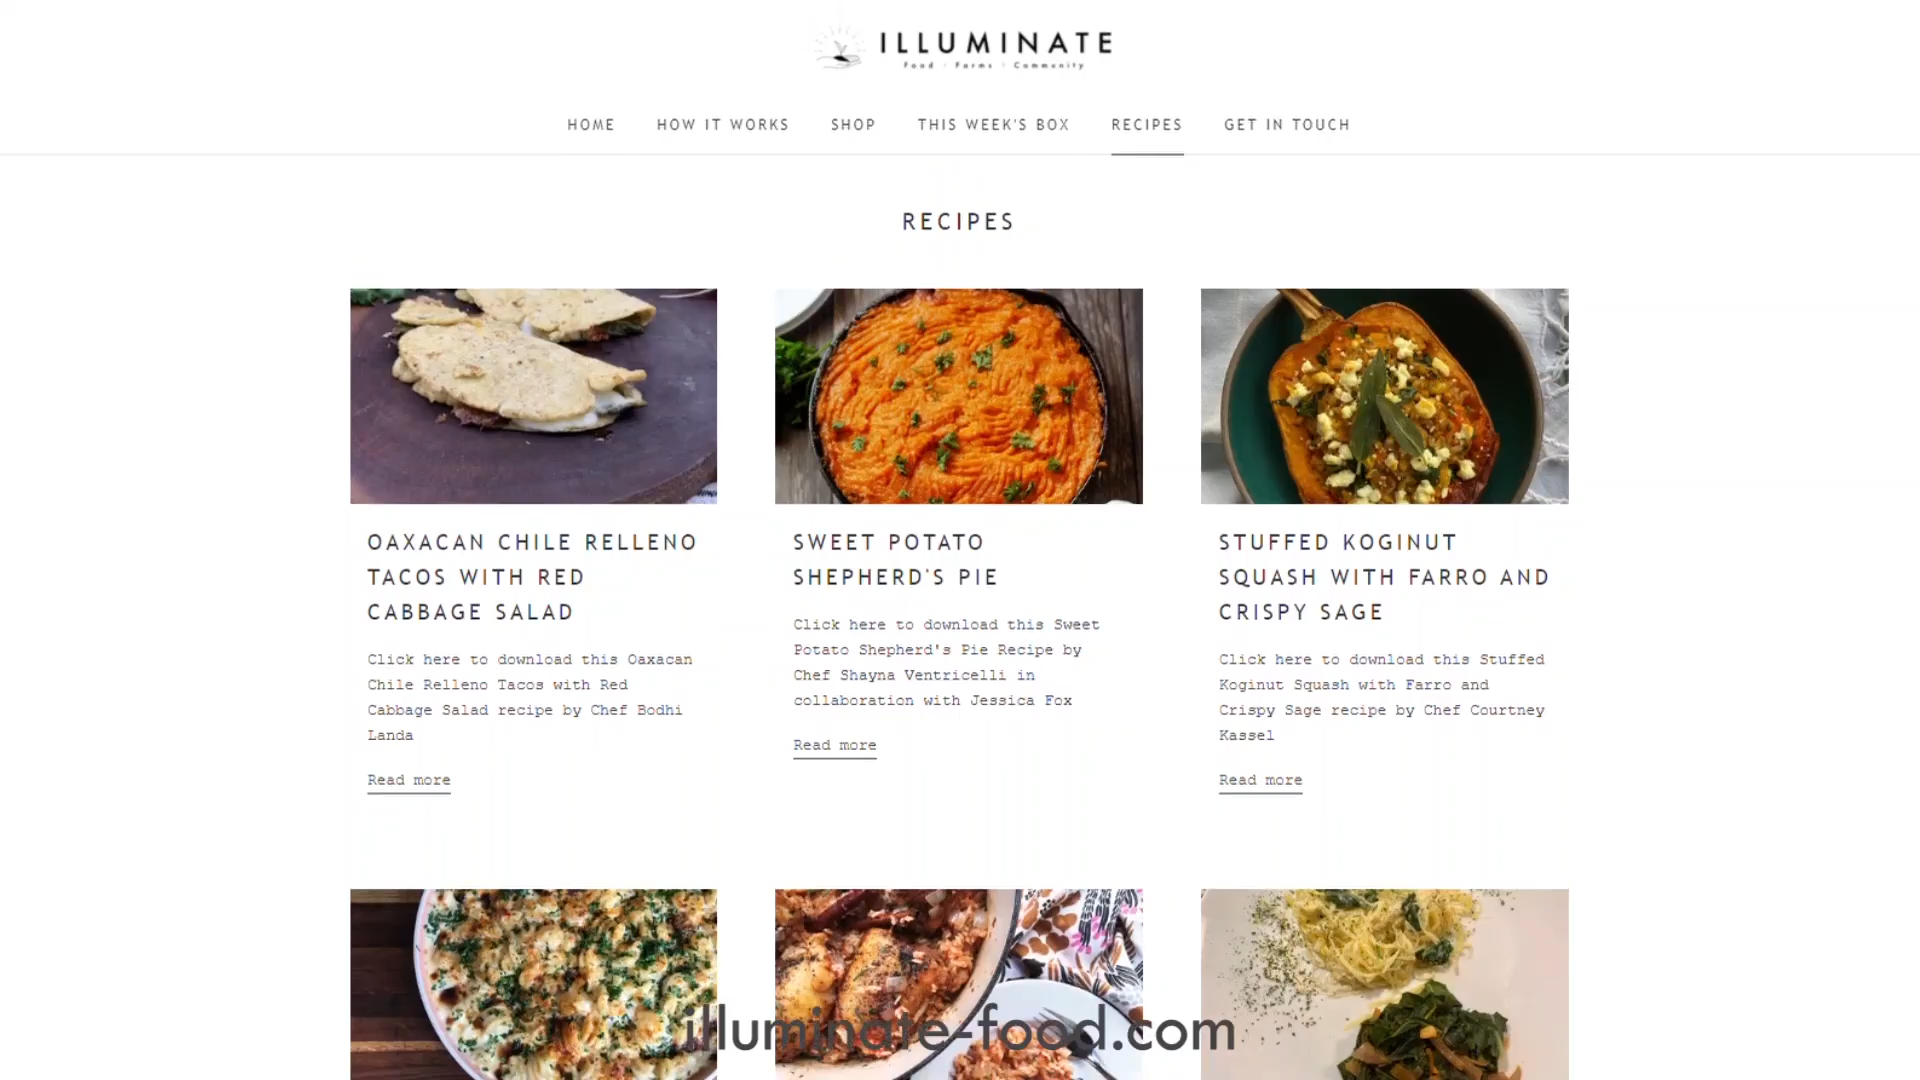 ILLUMINATE
Food Farms Community
HOME HOW IT WORKS SHOP THIS WEEK'S BOX RECIPES GET IN TOUCH
RECIPES
OAXACAN CHILE RELLENO
TACOS WITH RED
CABBAGE SALAD
Click here to download this Oaxacan
Chile Relleno Tacos with Red
Cabbage Salad recipe by Chef Bodhi
Landa
Read more
SWEET POTATO
SHEPHERD'S PIE
Click here to download this Sweet
Potato Shepherd's Pie Recipe by
Chef Shayna Ventricelli in
collaboration with Jessica Fox
Read more
STUFFED KOGINUT
SQUASH WITH FARRO AND
CRISPY SAGE
Click here to download this Stuffed
Koginut Squash with Farro and
Crispy Sage recipe by Chef Courtney
Kassel
Read more
illuminate-food.com